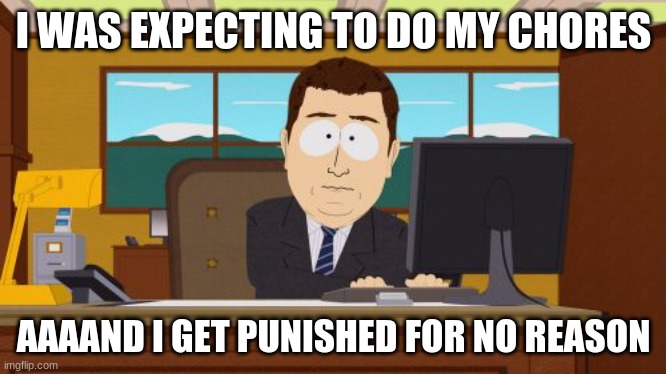 I WAS EXPECTING TO DO MY CHORES
AAAAND I GET PUNISHED FOR NO REASON
imgflip.com